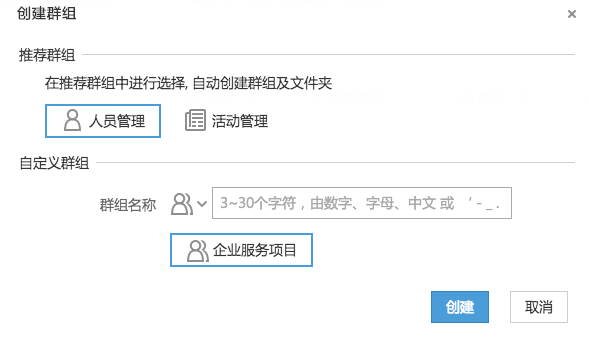 创建群组
推荐群组
在推荐群组中进行选择, 自动创建群组及文件夹
人员管理 活动管理
自定义群组
群组名称 3~30个字符，由数字、字母、中文 或 ‘ - _ .
企业服务项目
创建 取消